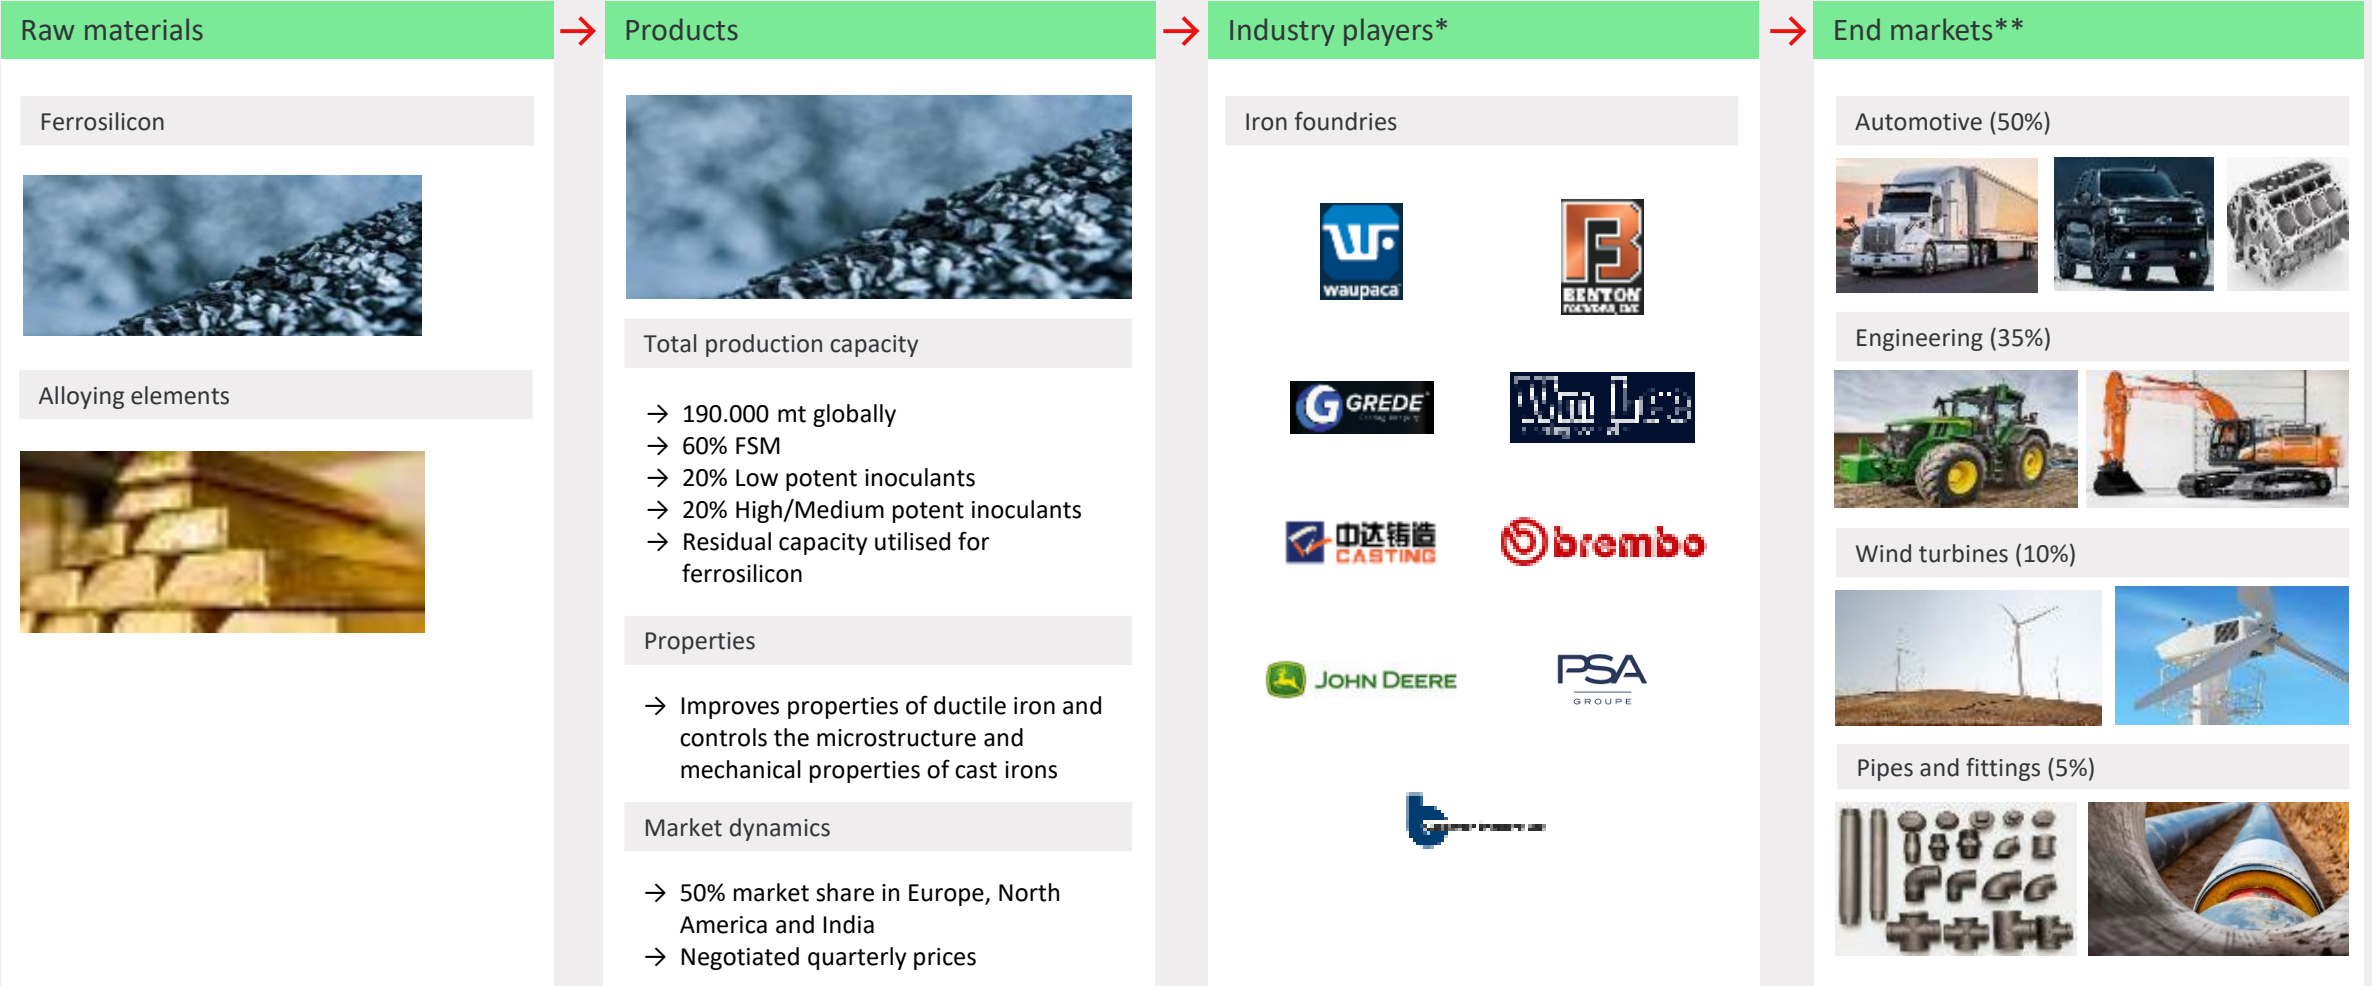 Raw materials
→
Products
→
Industry players*
→
End markets**
Ferrosilicon
Alloying elements
Total production capacity
→ 190.000 mt globally
→ 60% FSM
→ 20% Low potent inoculants
→ 20% High/Medium potent inoculants
→ Residual capacity utilised for
ferrosilicon
Properties
→ Improves properties of ductile iron and
controls the microstructure and
mechanical properties of cast irons
Market dynamics
→ 50% market share in Europe, North
America and India
→ Negotiated quarterly prices
Iron foundries
waupaca
BENTON
FOUNDRY, INC
GREDE
中达铸造
CASTING
brembo
JOHN DEERE
PSA
GROUPE
Automotive (50%)
Engineering (35%)
Wind turbines (10%)
Pipes and fittings (5%)